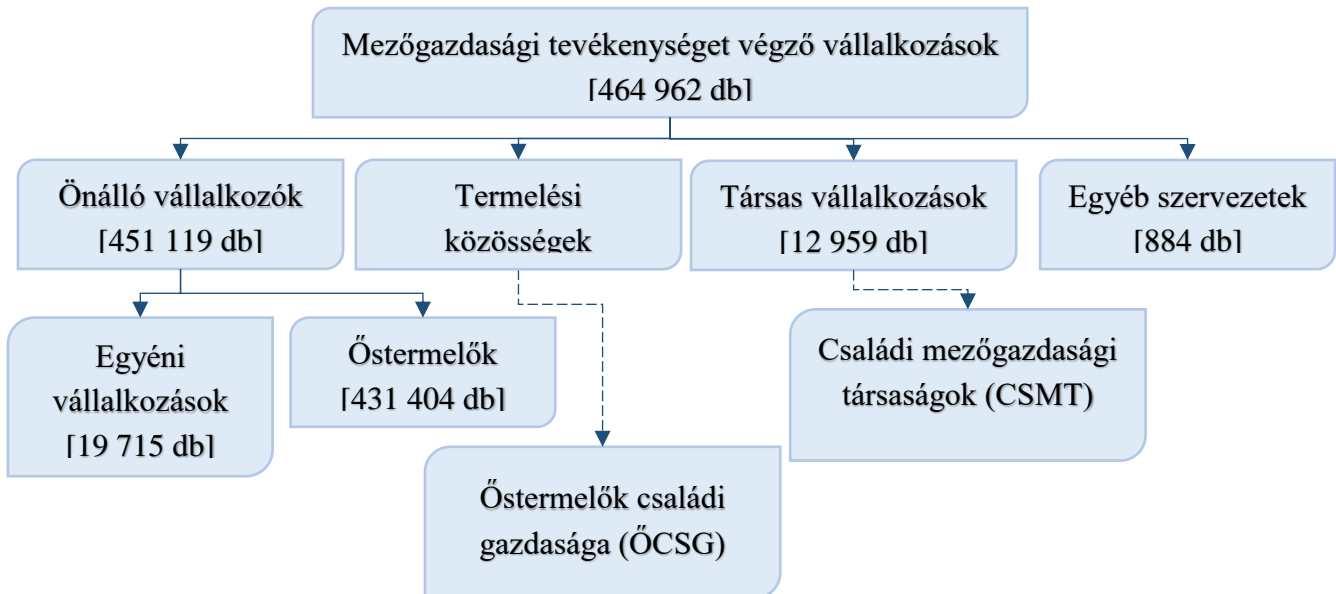 Mezőgazdasági tevékenységet végző vállalkozások
[464 962 db]
Önálló vállalkozók
[451 119 db]
Termelési
közösségek
Társas vállalkozások
[12 959 db]
Egyéb szervezetek
[884 db]
Egyéni
vállalkozások
[19 715 db]
Őstermelők
[431 404 db]
Családi mezőgazdasági
társaságok (CSMT)
Őstermelők családi
gazdasága (ŐCSG)